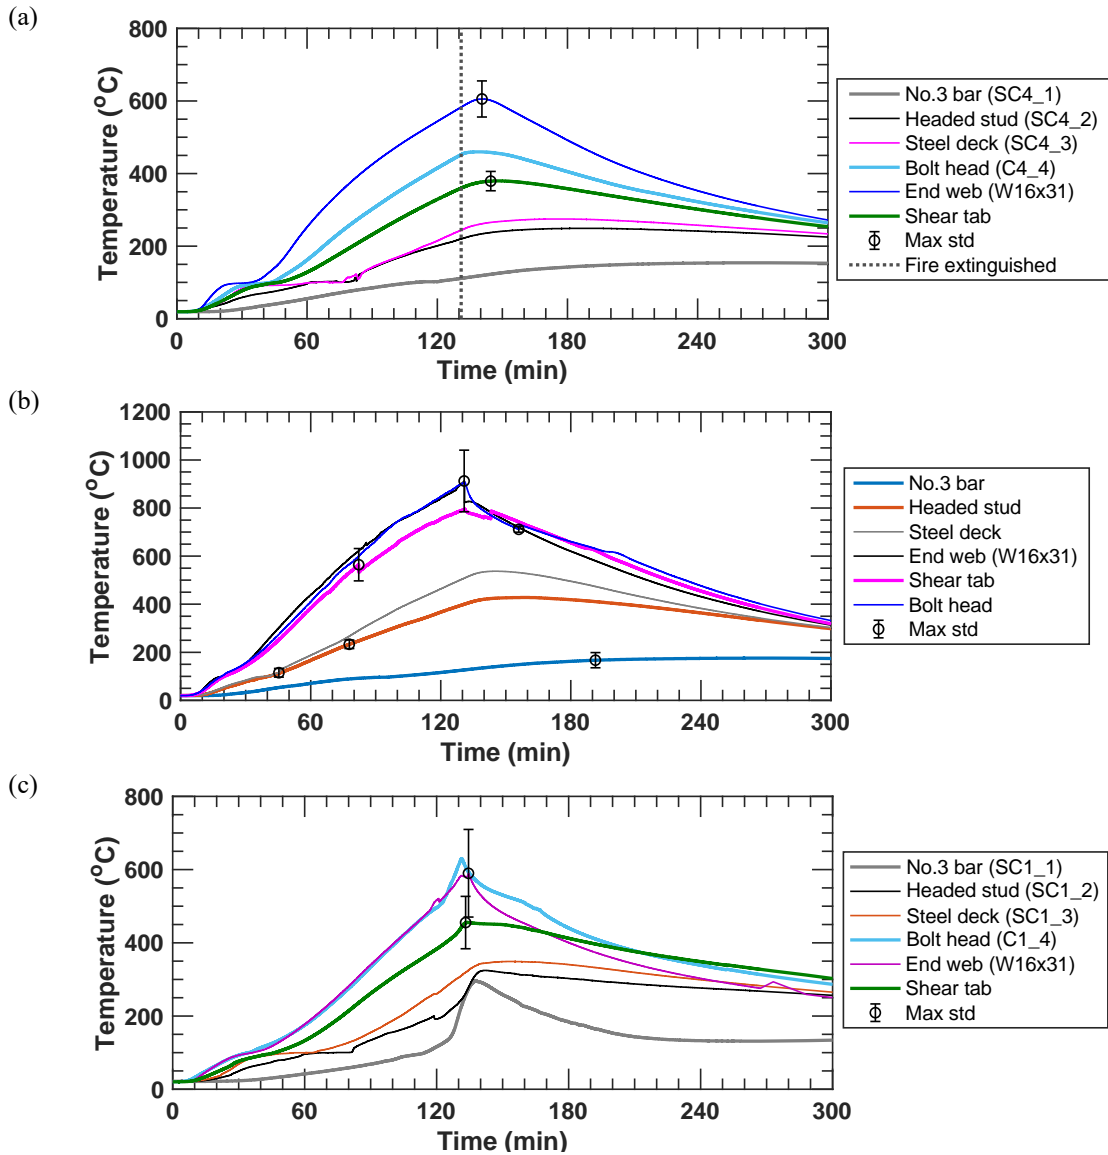 (a)
800
600
400
200
0
0 60 120 180 240 300
Temperature (°C)
Time (min)
No.3 bar (SC4_1)
Headed stud (SC4_2)
Steel deck (SC4_3)
Bolt head (C4_4)
End web (W16x31)
Shear tab
Max std
Fire extinguished
(b)
1200
1000
800
600
400
200
0
0 60 120 180 240 300
Temperature (°C)
Time (min)
No.3 bar
Headed stud
Steel deck
End web (W16x31)
Shear tab
Bolt head
Max std
(c)
800
600
400
200
0
0 60 120 180 240 300
Temperature (°C)
Time (min)
No.3 bar (SC1_1)
Headed stud (SC1_2)
Steel deck (SC1_3)
Bolt head (C1_4)
End web (W16x31)
Shear tab
Max std